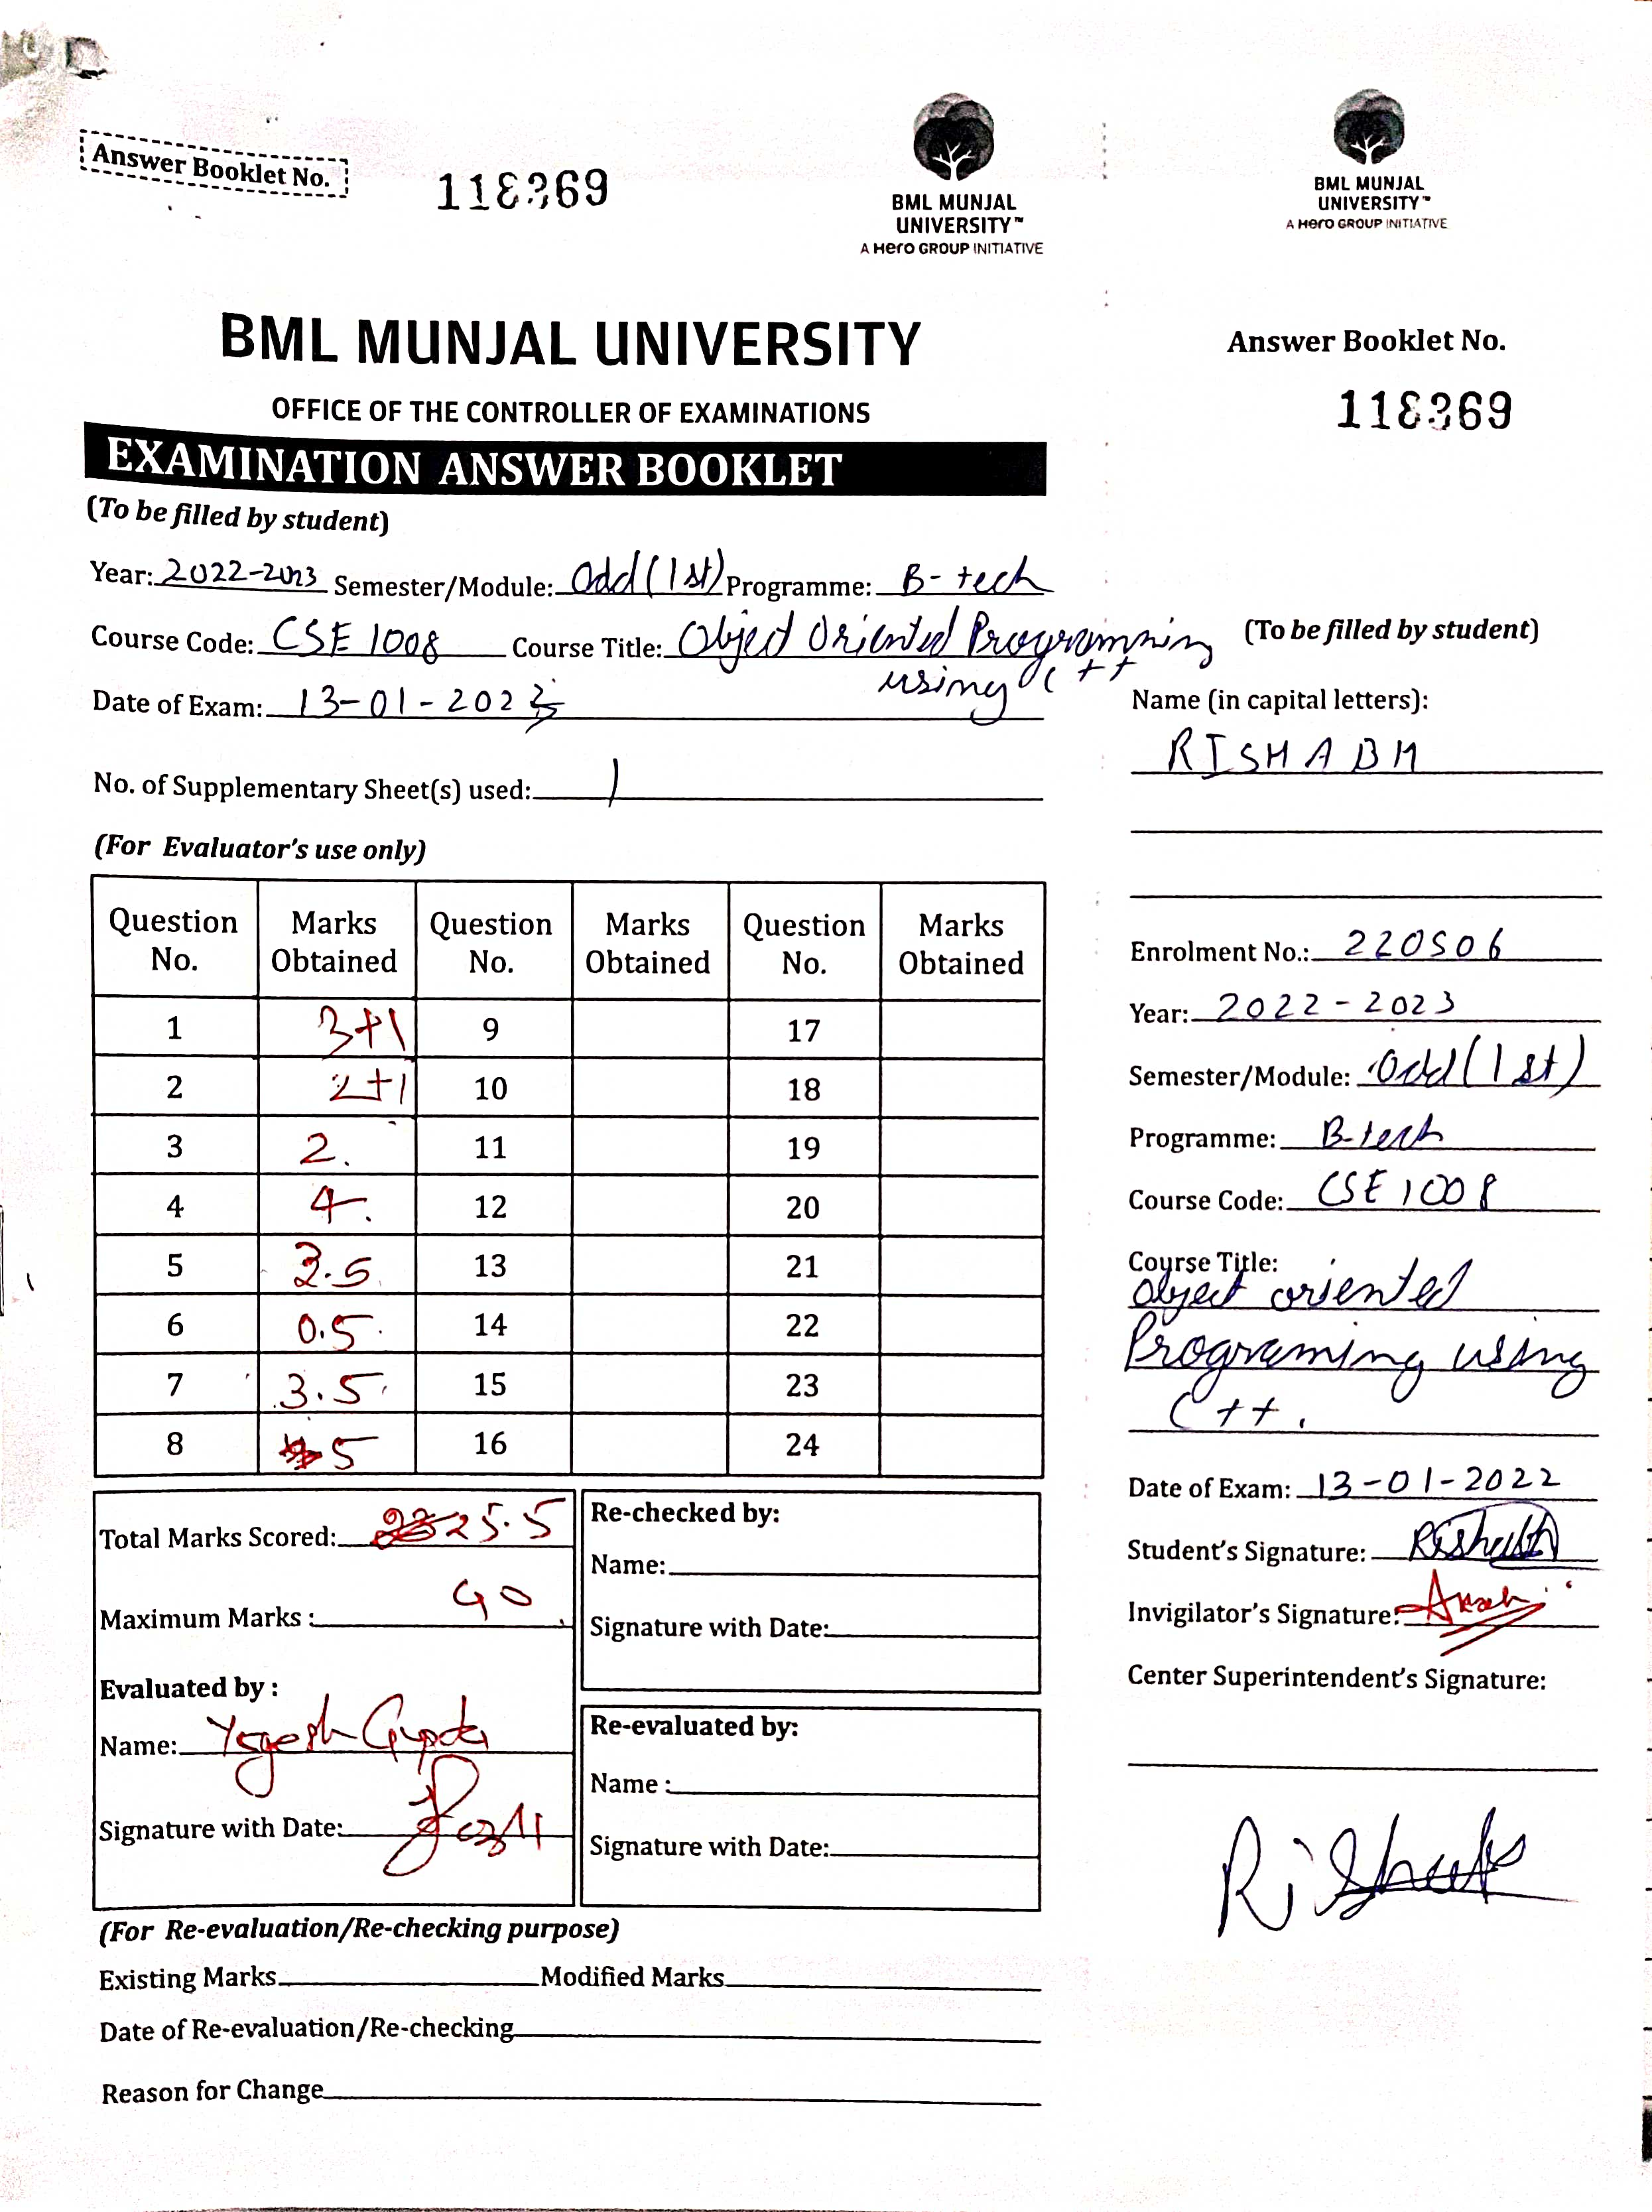 Answer Booklet No.
118369
BML MUNJAL
UNIVERSITY™
A Hero GROUP INITIATIVE
BML MUNJAL
UNIVERSITY™
A Hero GROUP INITIATIVE
BML MUNJAL UNIVERSITY
OFFICE OF THE CONTROLLER OF EXAMINATIONS
EXAMINATION ANSWER BOOKLET
(To be filled by student)
Year: 2022-2023 Semester/Module: Odd (1st) Programme: B-tech
Course Code: CSE 1008 Course Title: Object Oriented Programming
using C++
Date of Exam: 13-01-2023
No. of Supplementary Sheet(s) used: 1
(For Evaluator's use only)
Question No. Marks Obtained Question No. Marks Obtained Question No. Marks Obtained
1 3+1 9 17
2 2+1 10 18
3 2. 11 19
4 4. 12 20
5 3.5 13 21
6 0.5 14 22
7 3.5 15 23
8 5 16 24
Total Marks Scored: 25.5
Maximum Marks : 40
Evaluated by :
Name: Yogesh Gupta
Signature with Date:
Re-checked by:
Name:
Signature with Date:
Re-evaluated by:
Name :
Signature with Date:
(For Re-evaluation/Re-checking purpose)
Existing Marks Modified Marks
Date of Re-evaluation/Re-checking
Reason for Change
Answer Booklet No.
118369
(To be filled by student)
Name (in capital letters):
RISHABH
Enrolment No.: 220506
Year: 2022-2023
Semester/Module: Odd (1st)
Programme: B-tech
Course Code: CSE 1008
Course Title:
Object oriented
Programing using
C++.
Date of Exam: 13-01-2022
Student's Signature: Rishabh
Invigilator's Signature:
Center Superintendent's Signature:
Rishabh